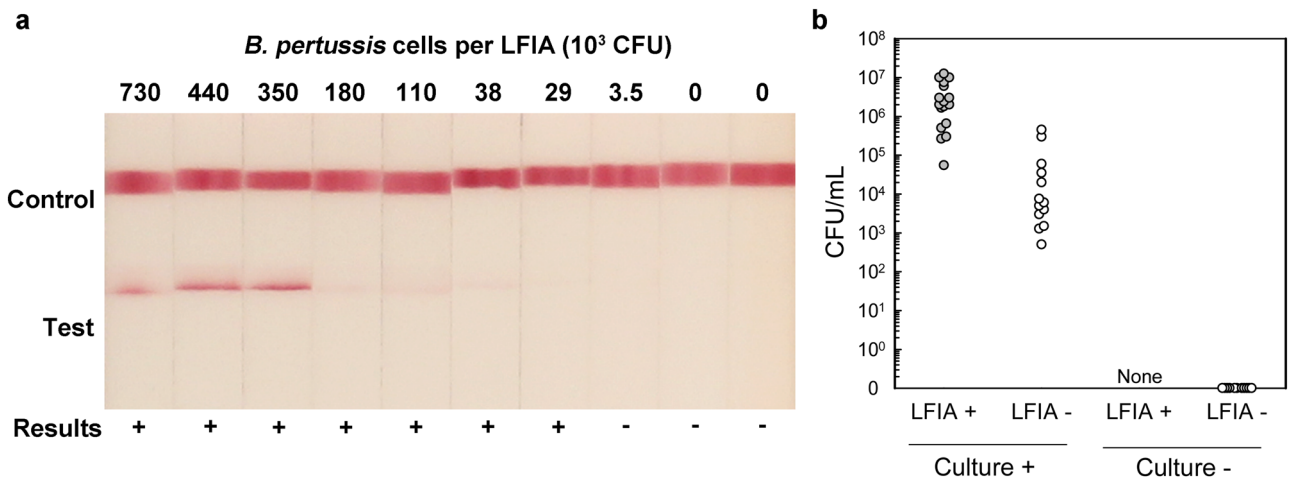 a
B. pertussis cells per LFIA (10³ CFU)
730 440 350 180 110 38 29 3.5 0 0
Control
Test
Results + + + + + + + - - -
b
CFU/mL
10⁸
10⁷
10⁶
10⁵
10⁴
10³
10²
10¹
10⁰
0
None
LFIA + LFIA - LFIA + LFIA -
Culture + Culture -